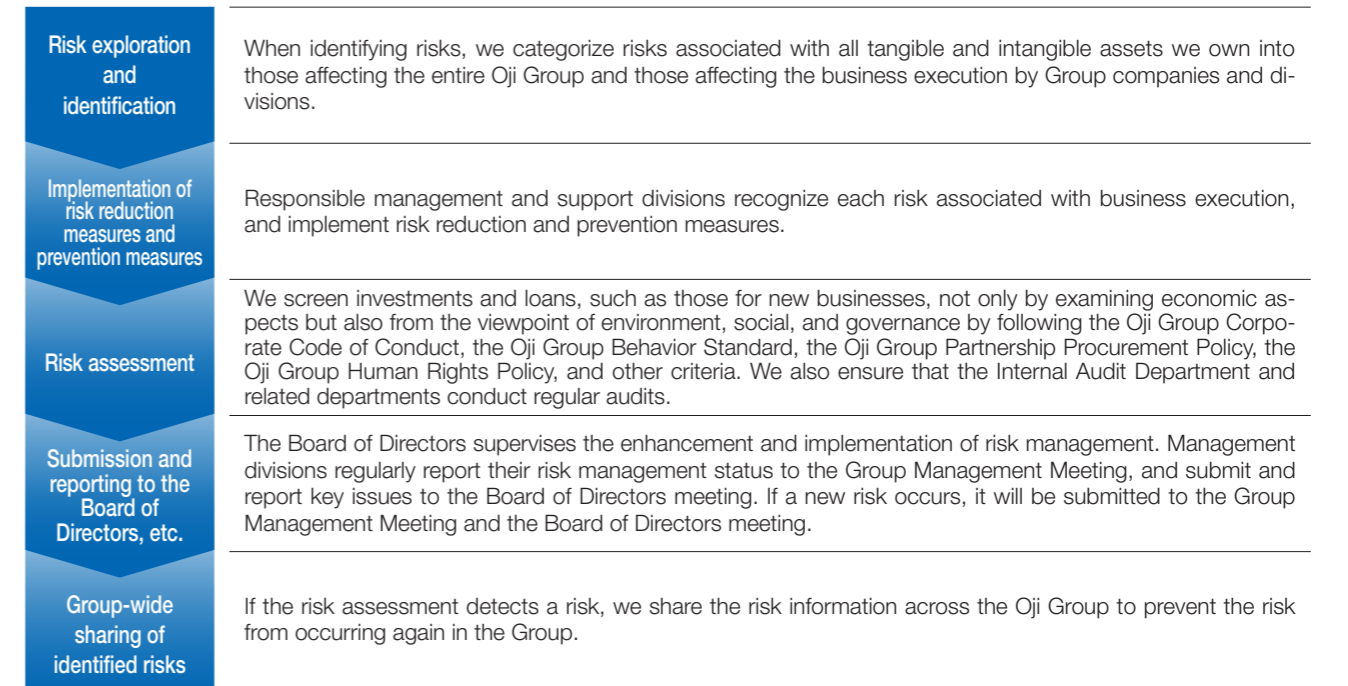 Risk exploration
and
identification
When identifying risks, we categorize risks associated with all tangible and intangible assets we own into
those affecting the entire Oji Group and those affecting the business execution by Group companies and di-
visions.
Implementation of
risk reduction
measures and
prevention measures
Responsible management and support divisions recognize each risk associated with business execution,
and implement risk reduction and prevention measures.
Risk assessment
We screen investments and loans, such as those for new businesses, not only by examining economic as-
pects but also from the viewpoint of environment, social, and governance by following the Oji Group Corpo-
rate Code of Conduct, the Oji Group Behavior Standard, the Oji Group Partnership Procurement Policy, the
Oji Group Human Rights Policy, and other criteria. We also ensure that the Internal Audit Department and
related departments conduct regular audits.
Submission and
reporting to the
Board of
Directors, etc.
The Board of Directors supervises the enhancement and implementation of risk management. Management
divisions regularly report their risk management status to the Group Management Meeting, and submit and
report key issues to the Board of Directors meeting. If a new risk occurs, it will be submitted to the Group
Management Meeting and the Board of Directors meeting.
Group-wide
sharing of
identified risks
If the risk assessment detects a risk, we share the risk information across the Oji Group to prevent the risk
from occurring again in the Group.